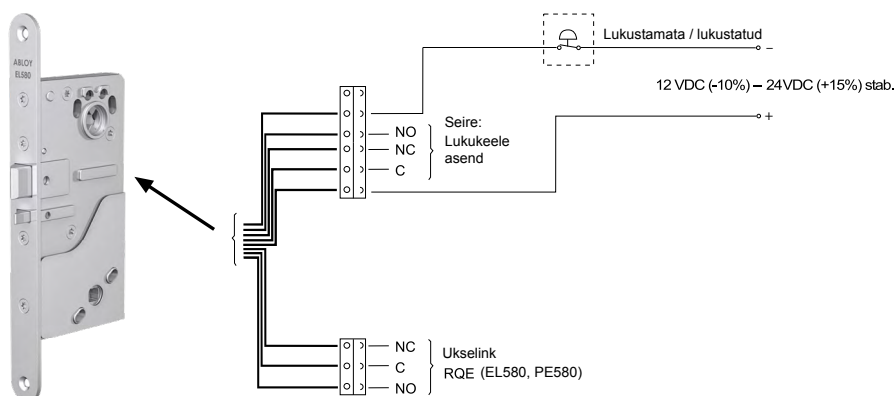 ABLOY
EL580
Lukustamata / lukustatud
–
12 VDC (-10%) – 24VDC (+15%) stab.
+
NO
NC
C
Seire:
Lukukeele
asend
NC
C
NO
Ukselink
RQE (EL580, PE580)